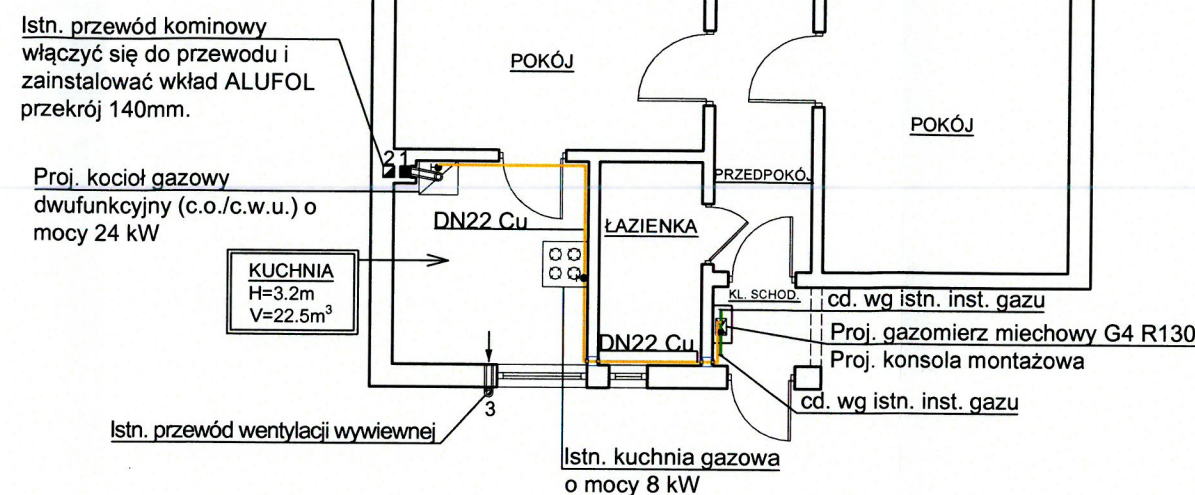 Istn. przewód kominowy
włączyć się do przewodu i
zainstalować wkład ALUFOL
przekrój 140mm.
POKÓJ
POKÓJ
2 1
Proj. kocioł gazowy
dwufunkcyjny (c.o./c.w.u.) o
mocy 24 kW
PRZEDPOKÓJ
DN22 Cu
ŁAZIENKA
KUCHNIA
H=3.2m
V=22.5m³
KL. SCHOD.
cd. wg istn. inst. gazu
Proj. gazomierz miechowy G4 R130
Proj. konsola montażowa
DN22 Cu
cd. wg istn. inst. gazu
3
Istn. przewód wentylacji wywiewnej
Istn. kuchnia gazowa
o mocy 8 kW